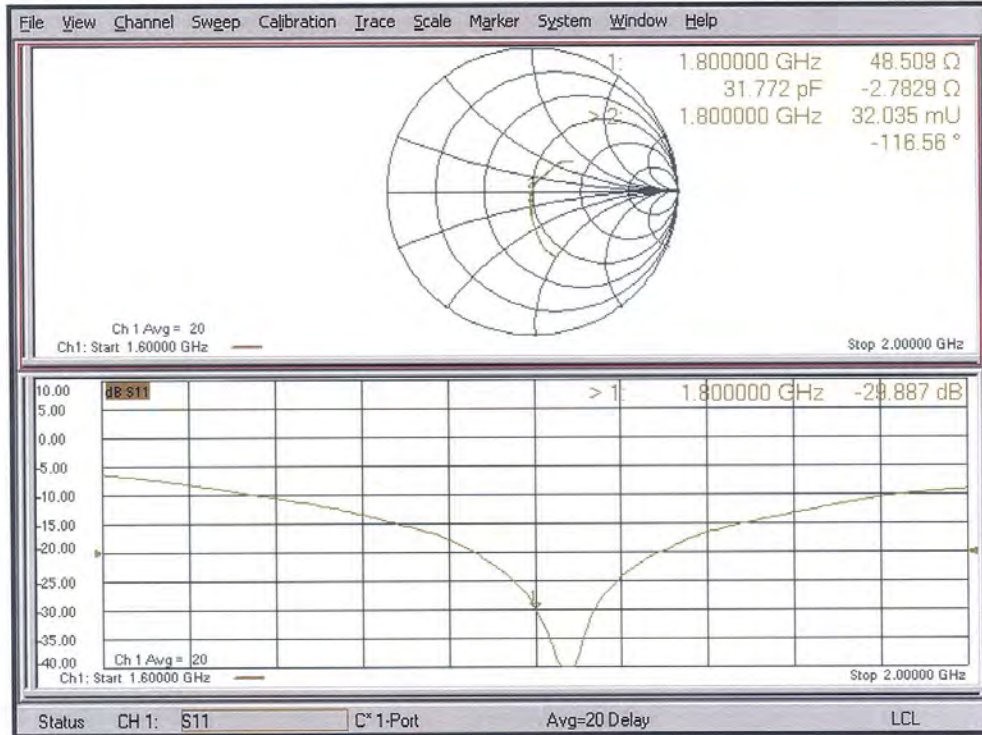 File View Channel Sweep Calibration Trace Scale Marker System Window Help
1: 1.800000 GHz 48.509 Ω
31.772 pF -2.7829 Ω
> 2: 1.800000 GHz 32.035 mU
-116.56 °
2
Ch 1 Avg = 20
Ch1: Start 1.60000 GHz
Stop 2.00000 GHz
10.00
dB S11
> 1: 1.800000 GHz -29.887 dB
5.00
0.00
-5.00
-10.00
-15.00
-20.00
-25.00
1
-30.00
-35.00
-40.00
Ch 1 Avg = 20
Ch1: Start 1.60000 GHz
Stop 2.00000 GHz
Status CH 1: S11 C* 1-Port Avg=20 Delay LCL